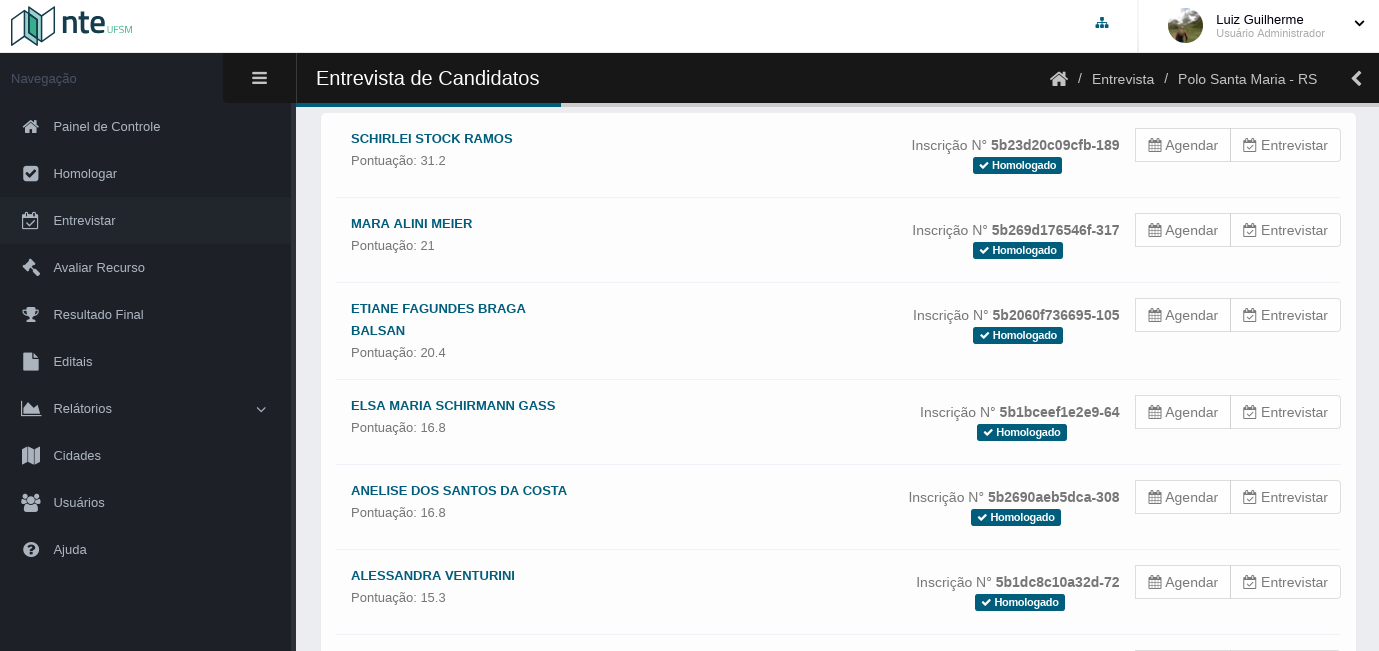 nte UFSM
Luiz Guilherme
Usuário Administrador
Navegação
Entrevista de Candidatos
/ Entrevista / Polo Santa Maria - RS
Painel de Controle
Homologar
Entrevistar
Avaliar Recurso
Resultado Final
Editais
Relátorios
Cidades
Usuários
Ajuda
SCHIRLEI STOCK RAMOS
Pontuação: 31.2
Inscrição N° 5b23d20c09cfb-189
Homologado
Agendar Entrevistar
MARA ALINI MEIER
Pontuação: 21
Inscrição N° 5b269d176546f-317
Homologado
Agendar Entrevistar
ETIANE FAGUNDES BRAGA
BALSAN
Pontuação: 20.4
Inscrição N° 5b2060f736695-105
Homologado
Agendar Entrevistar
ELSA MARIA SCHIRMANN GASS
Pontuação: 16.8
Inscrição N° 5b1bceef1e2e9-64
Homologado
Agendar Entrevistar
ANELISE DOS SANTOS DA COSTA
Pontuação: 16.8
Inscrição N° 5b2690aeb5dca-308
Homologado
Agendar Entrevistar
ALESSANDRA VENTURINI
Pontuação: 15.3
Inscrição N° 5b1dc8c10a32d-72
Homologado
Agendar Entrevistar